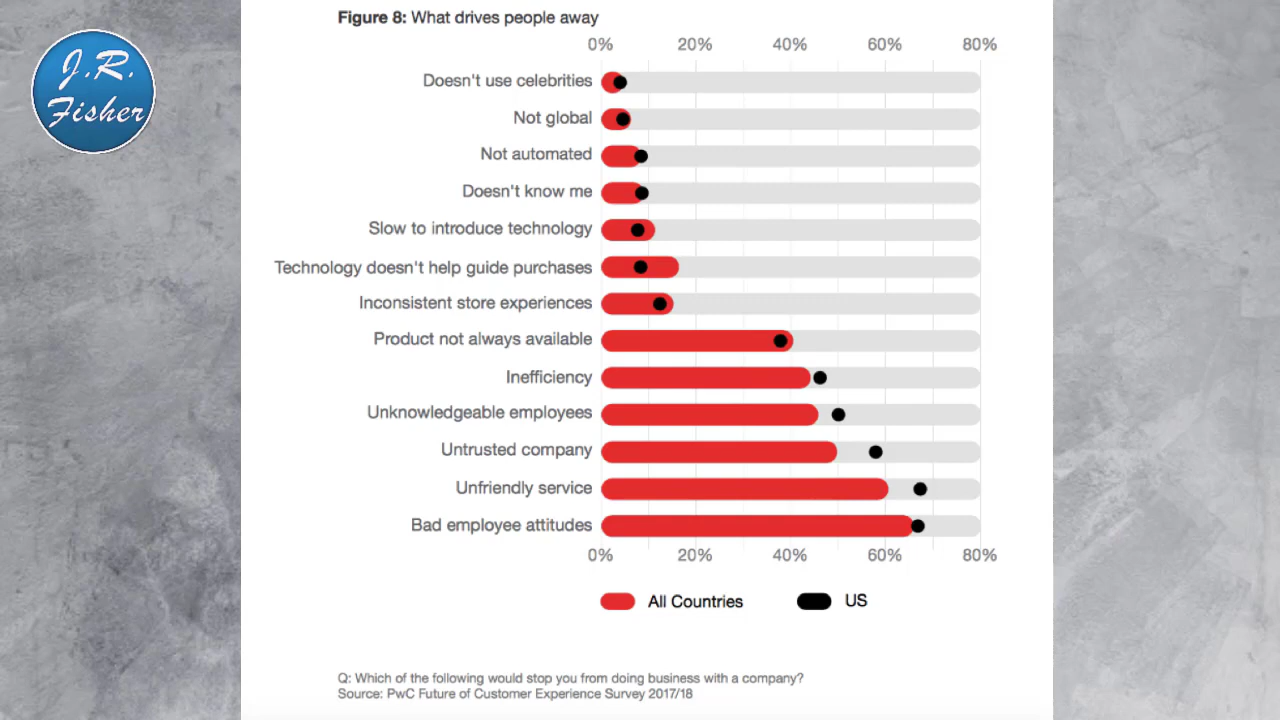 J.R.
Fisher
Figure 8: What drives people away
0% 20% 40% 60% 80%
Doesn't use celebrities
Not global
Not automated
Doesn't know me
Slow to introduce technology
Technology doesn't help guide purchases
Inconsistent store experiences
Product not always available
Inefficiency
Unknowledgeable employees
Untrusted company
Unfriendly service
Bad employee attitudes
0% 20% 40% 60% 80%
All Countries US
Q: Which of the following would stop you from doing business with a company?
Source: PwC Future of Customer Experience Survey 2017/18